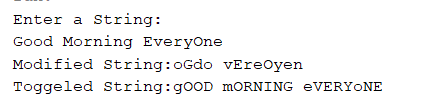 Enter a String:
Good Morning EveryOne
Modified String:oGdo vEreOyen
Toggeled String:gOOD mORNING eVERYoNE